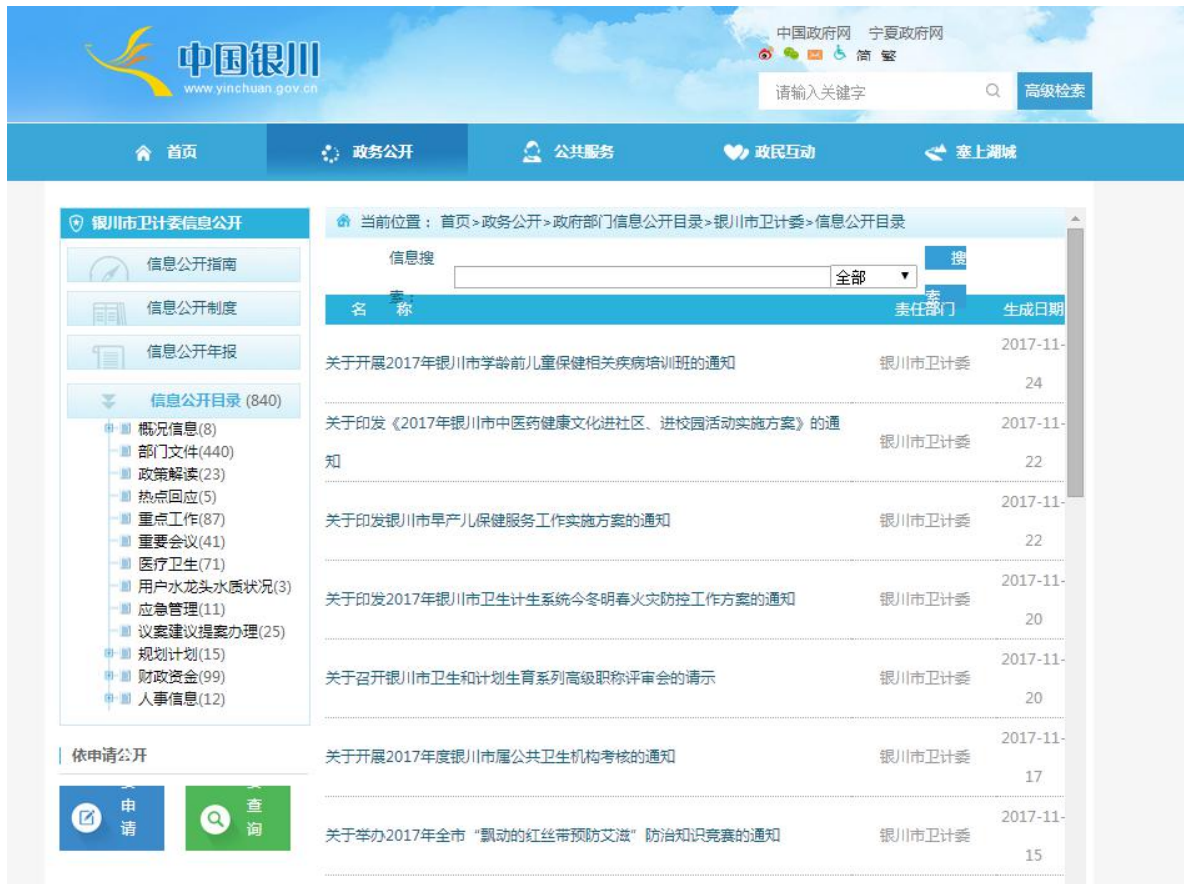 中国银川
www.yinchuan.gov.cn
中国政府网 宁夏政府网
简 繁
请输入关键字
高级检索
首页
政务公开
公共服务
政民互动
塞上湖城
银川市卫计委信息公开
信息公开指南
信息公开制度
信息公开年报
信息公开目录 (840)
概况信息(8)
部门文件(440)
政策解读(23)
热点回应(5)
重点工作(87)
重要会议(41)
医疗卫生(71)
用户水龙头水质状况(3)
应急管理(11)
议案建议提案办理(25)
规划计划(15)
财政资金(99)
人事信息(12)
依申请公开
申
请
查
询
当前位置：首页>政务公开>政府部门信息公开目录>银川市卫计委>信息公开目录
信息搜
索：
全部
搜
索
名 称
责任部门
生成日期
关于开展2017年银川市学龄前儿童保健相关疾病培训班的通知
银川市卫计委
2017-11-
24
关于印发《2017年银川市中医药健康文化进社区、进校园活动实施方案》的通
知
银川市卫计委
2017-11-
22
关于印发银川市早产儿保健服务工作实施方案的通知
银川市卫计委
2017-11-
22
关于印发2017年银川市卫生计生系统今冬明春火灾防控工作方案的通知
银川市卫计委
2017-11-
20
关于召开银川市卫生和计划生育系列高级职称评审会的请示
银川市卫计委
2017-11-
20
关于开展2017年度银川市属公共卫生机构考核的通知
银川市卫计委
2017-11-
17
关于举办2017年全市“飘动的红丝带预防艾滋”防治知识竞赛的通知
银川市卫计委
2017-11-
15